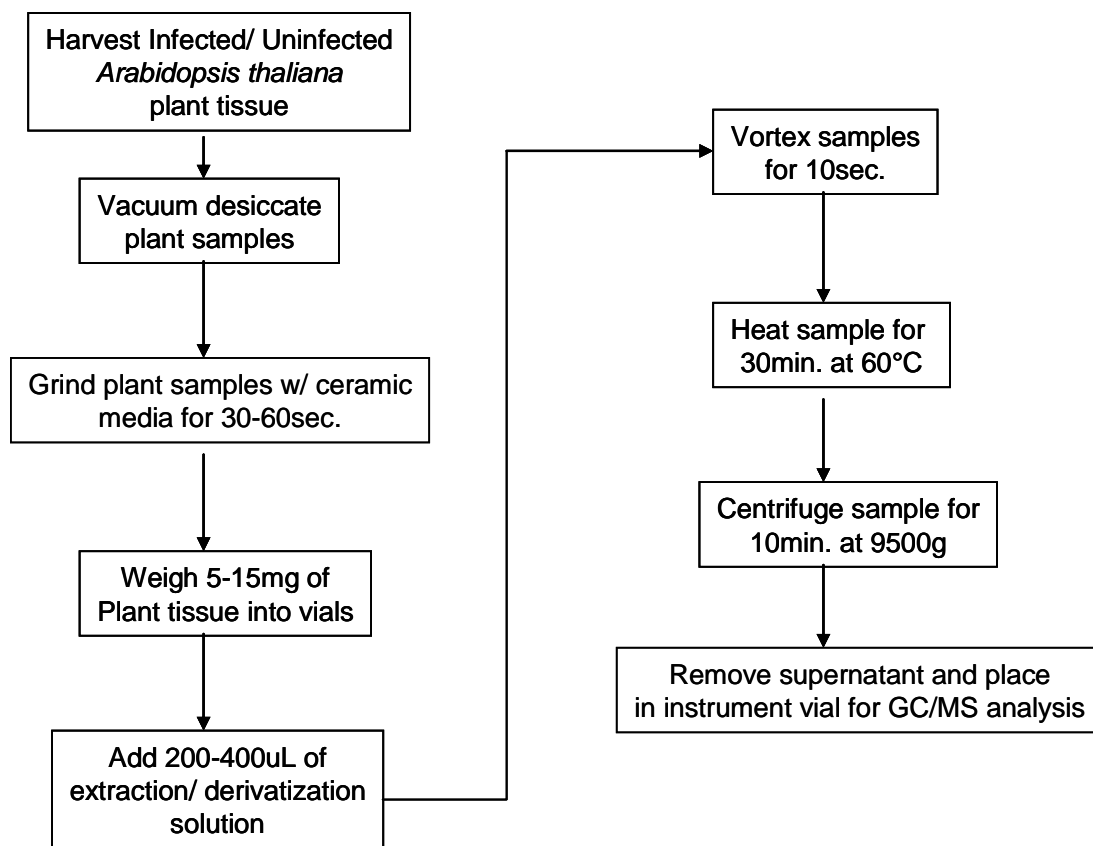 Harvest Infected/ Uninfected
Arabidopsis thaliana
plant tissue
Vacuum desiccate
plant samples
Grind plant samples w/ ceramic
media for 30-60sec.
Weigh 5-15mg of
Plant tissue into vials
Add 200-400uL of
extraction/ derivatization
solution
Vortex samples
for 10sec.
Heat sample for
30min. at 60°C
Centrifuge sample for
10min. at 9500g
Remove supernatant and place
in instrument vial for GC/MS analysis